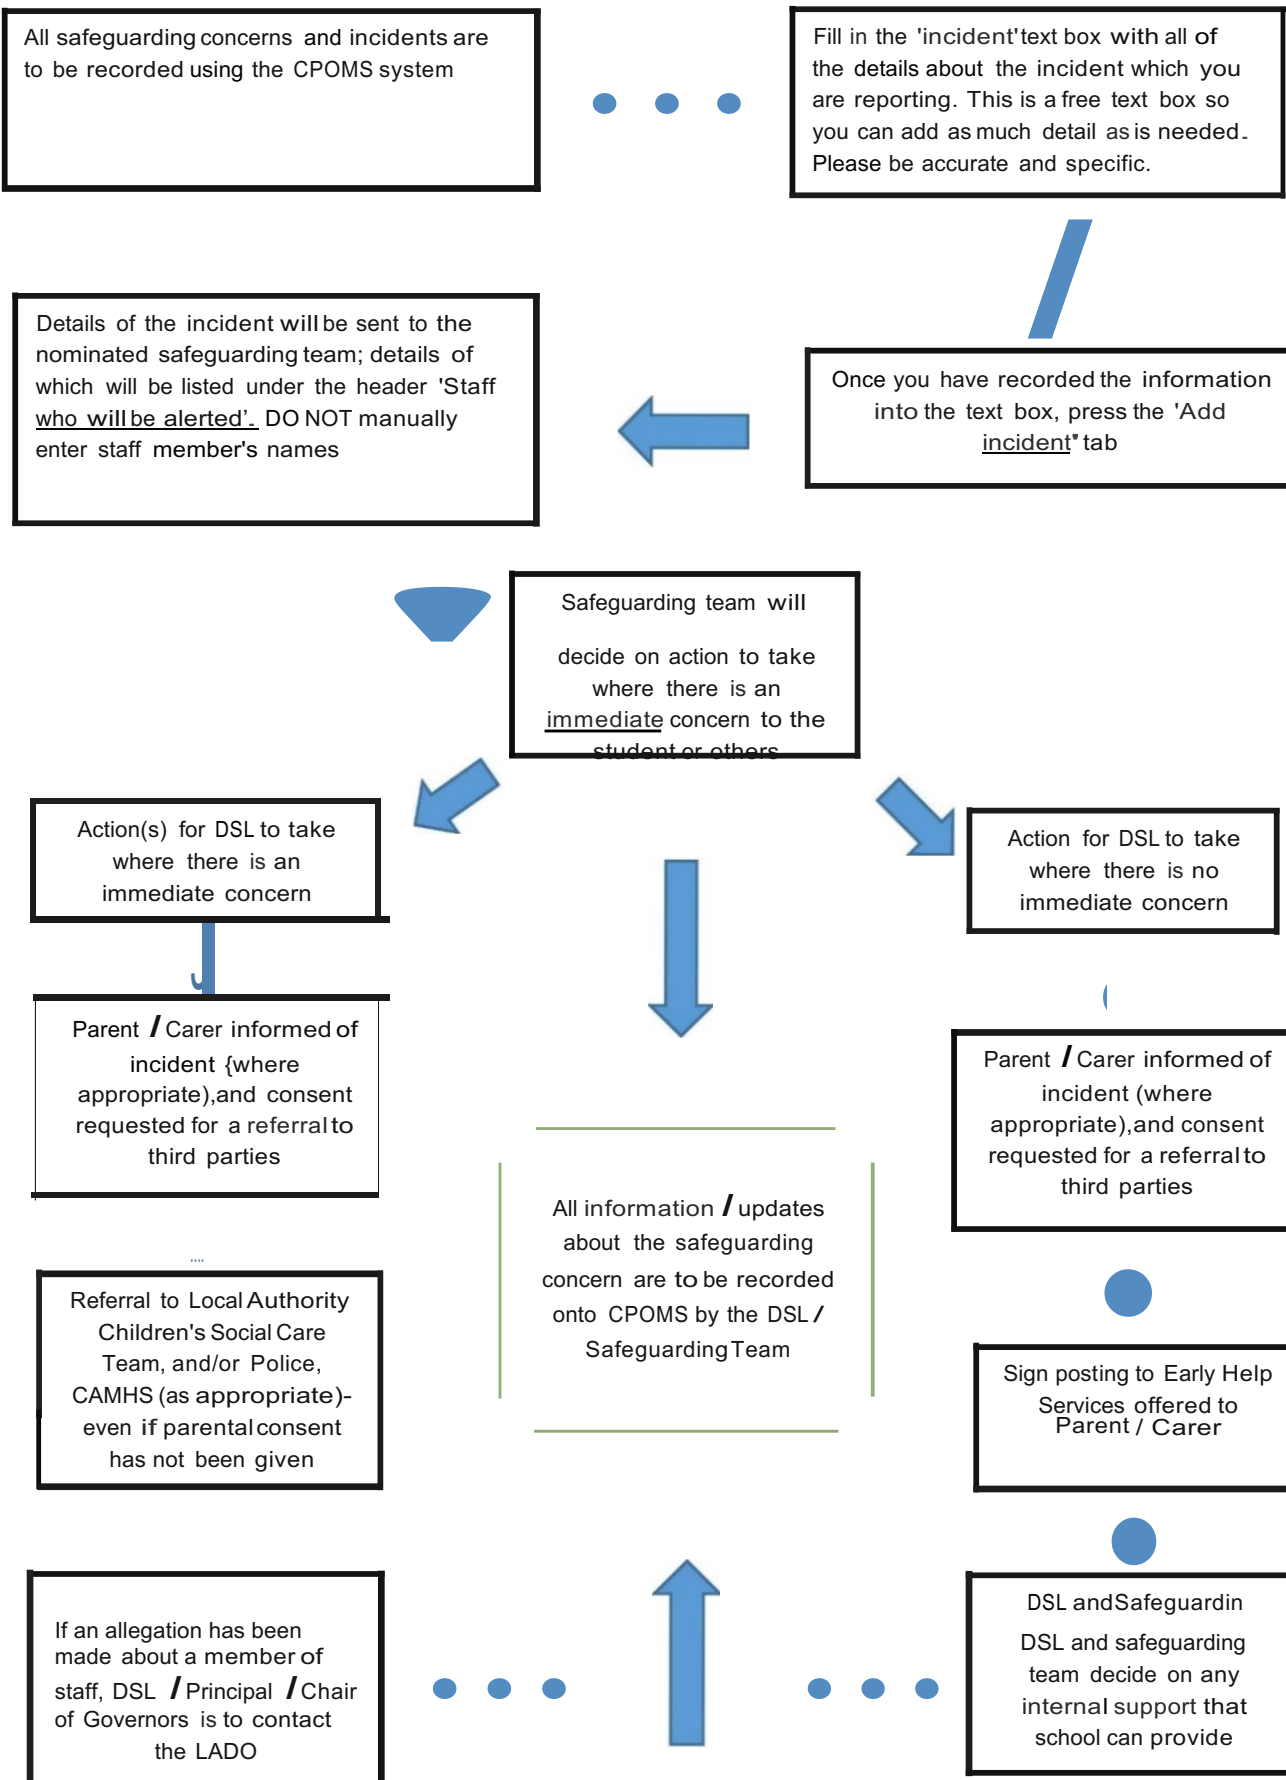 All safeguarding concerns and incidents are
to be recorded using the CPOMS system
Fill in the 'incident' text box with all of
the details about the incident which you
are reporting. This is a free text box so
you can add as much detail as is needed.
Please be accurate and specific.
Details of the incident will be sent to the
nominated safeguarding team; details of
which will be listed under the header 'Staff
who will be alerted'. DO NOT manually
enter staff member's names
Once you have recorded the information
into the text box, press the 'Add
incident" tab
Safeguarding team will
decide on action to take
where there is an
immediate concern to the
student or others
Action(s) for DSL to take
where there is an
immediate concern
Action for DSL to take
where there is no
immediate concern
Parent / Carer informed of
incident {where
appropriate),and consent
requested for a referral to
third parties
Parent / Carer informed of
incident (where
appropriate),and consent
requested for a referral to
third parties
All information / updates
about the safeguarding
concern are to be recorded
onto CPOMS by the DSL /
Safeguarding Team
Referral to Local Authority
Children's Social Care
Team, and/or Police,
CAMHS (as appropriate)-
even if parental consent
has not been given
Sign posting to Early Help
Services offered to
Parent / Carer
If an allegation has been
made about a member of
staff, DSL / Principal / Chair
of Governors is to contact
the LADO
DSL andSafeguardin
DSL and safeguarding
team decide on any
internal support that
school can provide